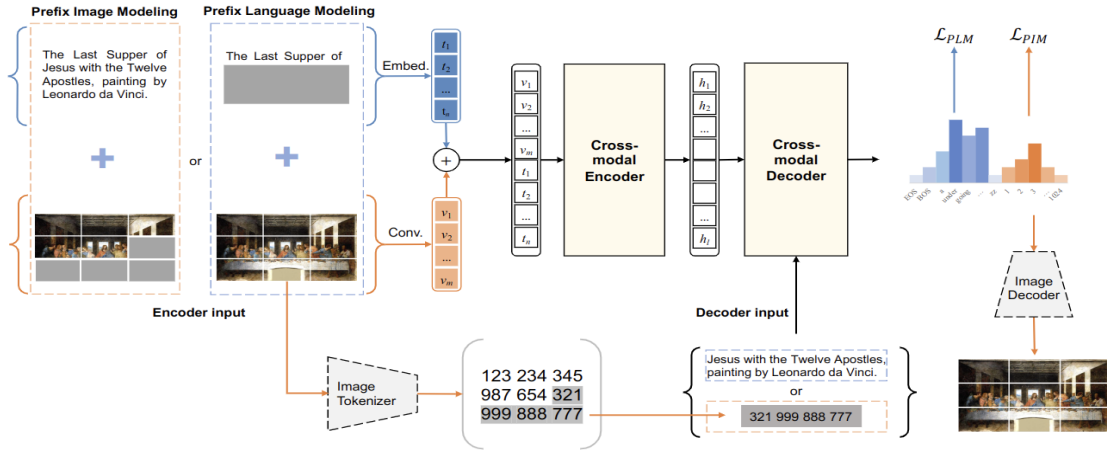 Prefix Image Modeling
Prefix Language Modeling
The Last Supper of
Jesus with the Twelve
Apostles, painting by
Leonardo da Vinci.
or
The Last Supper of
Embed.
Conv.
t₁
t₂
...
tₙ
+
v₁
v₂
...
vₘ
v₁
v₂
...
vₘ
t₁
t₂
...
tₙ
Cross-
modal
Encoder
h₁
h₂
...
...
hₗ
Cross-
modal
Decoder
ℒ_PLM
ℒ_PIM
EOS
BOS
a
under
going
...
zz
1
2
3
...
1024
Encoder input
Decoder input
Image
Tokenizer
123 234 345
987 654 321
999 888 777
Jesus with the Twelve Apostles,
painting by Leonardo da Vinci.
or
321 999 888 777
Image
Decoder